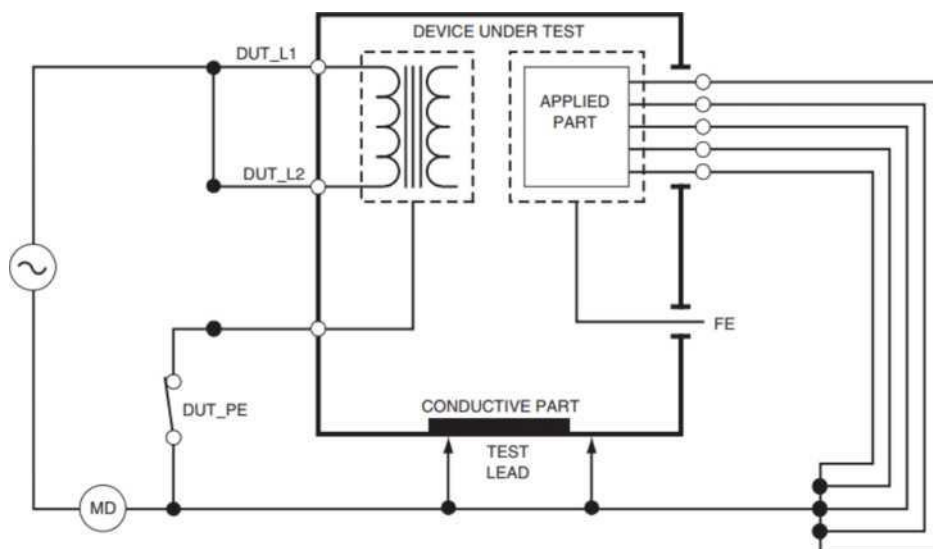 DEVICE UNDER TEST
DUT_L1
APPLIED
PART
DUT_L2
FE
DUT_PE
CONDUCTIVE PART
TEST
LEAD
MD